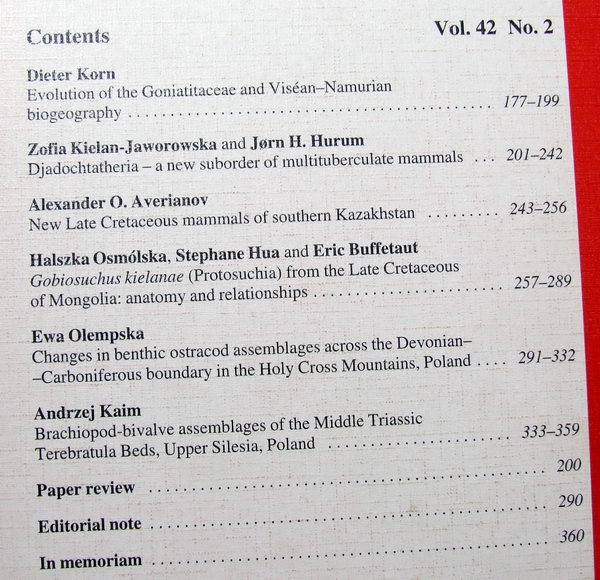 Contents Vol. 42 No. 2
Dieter Korn
Evolution of the Goniatitaceae and Viséan–Namurian
biogeography . . . . . . . . . . . . . . . . . . . . . . . . . . . . . . . . . . . . . . . . . . 177–199
Zofia Kielan-Jaworowska and Jørn H. Hurum
Djadochtatheria – a new suborder of multituberculate mammals . . . 201–242
Alexander O. Averianov
New Late Cretaceous mammals of southern Kazakhstan . . . . . . . . . 243–256
Halszka Osmólska, Stephane Hua and Eric Buffetaut
Gobiosuchus kielanae (Protosuchia) from the Late Cretaceous
of Mongolia: anatomy and relationships . . . . . . . . . . . . . . . . . . . . . . 257–289
Ewa Olempska
Changes in benthic ostracod assemblages across the Devonian–
–Carboniferous boundary in the Holy Cross Mountains, Poland . . . . 291–332
Andrzej Kaim
Brachiopod-bivalve assemblages of the Middle Triassic
Terebratula Beds, Upper Silesia, Poland . . . . . . . . . . . . . . . . . . . . . 333–359
Paper review . . . . . . . . . . . . . . . . . . . . . . . . . . . . . . . . . . . . . . . . . . . . . 200
Editorial note . . . . . . . . . . . . . . . . . . . . . . . . . . . . . . . . . . . . . . . . . . . . 290
In memoriam . . . . . . . . . . . . . . . . . . . . . . . . . . . . . . . . . . . . . . . . . . . . 360